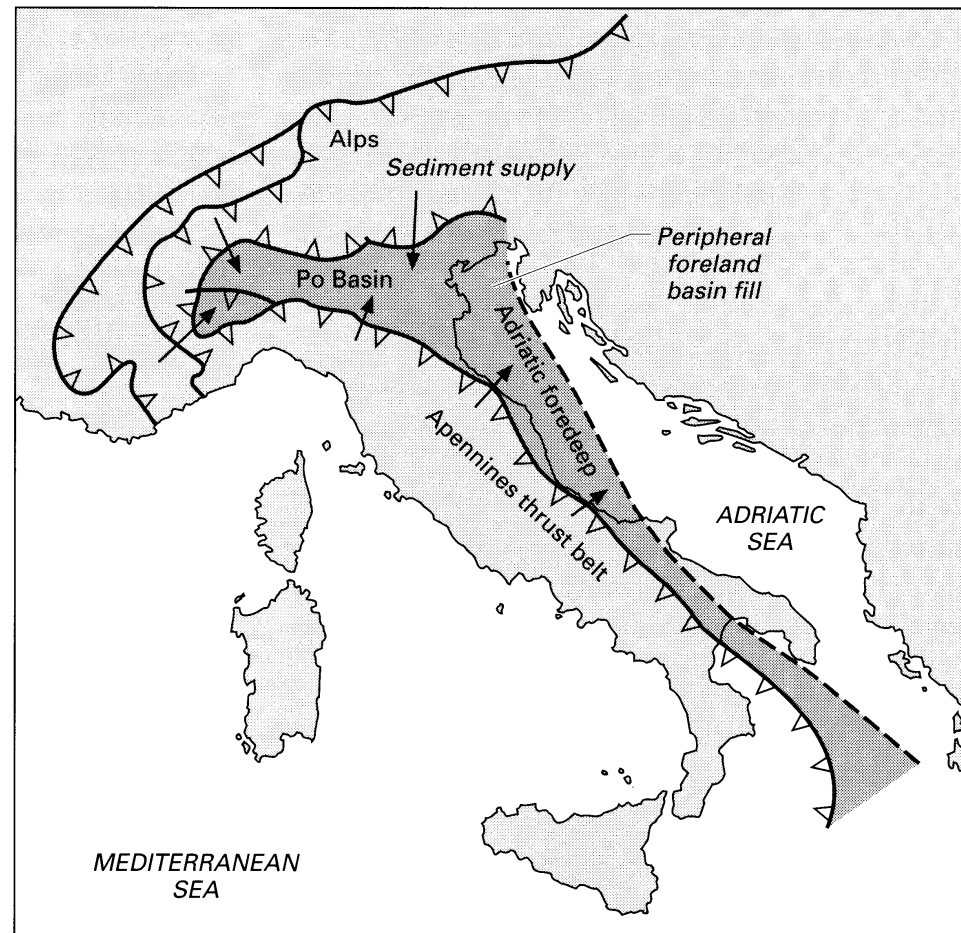 Alps
Sediment supply
Peripheral
foreland
basin fill
Po Basin
Adriatic foredeep
Apennines thrust belt
ADRIATIC
SEA
MEDITERRANEAN
SEA